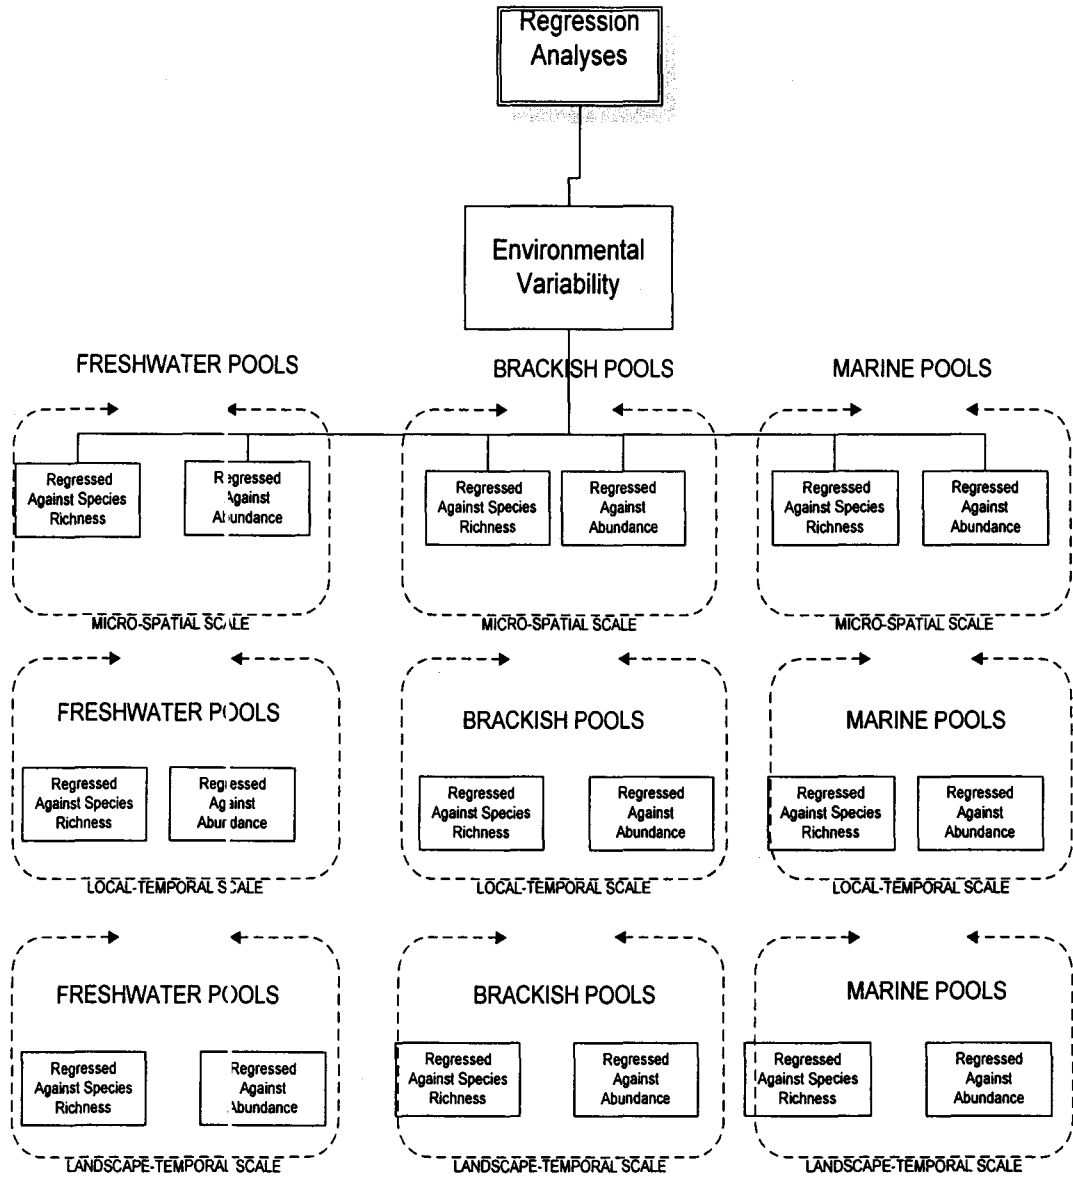 Regression
Analyses
Environmental
Variability
FRESHWATER POOLS
BRACKISH POOLS
MARINE POOLS
Regressed
Against Species
Richness
Regressed
Against
Abundance
Regressed
Against Species
Richness
Regressed
Against
Abundance
Regressed
Against Species
Richness
Regressed
Against
Abundance
MICRO-SPATIAL SCALE
MICRO-SPATIAL SCALE
MICRO-SPATIAL SCALE
FRESHWATER POOLS
BRACKISH POOLS
MARINE POOLS
Regressed
Against Species
Richness
Regressed
Against
Abundance
Regressed
Against Species
Richness
Regressed
Against
Abundance
Regressed
Against Species
Richness
Regressed
Against
Abundance
LOCAL-TEMPORAL SCALE
LOCAL-TEMPORAL SCALE
LOCAL-TEMPORAL SCALE
FRESHWATER POOLS
BRACKISH POOLS
MARINE POOLS
Regressed
Against Species
Richness
Regressed
Against
Abundance
Regressed
Against Species
Richness
Regressed
Against
Abundance
Regressed
Against Species
Richness
Regressed
Against
Abundance
LANDSCAPE-TEMPORAL SCALE
LANDSCAPE-TEMPORAL SCALE
LANDSCAPE-TEMPORAL SCALE